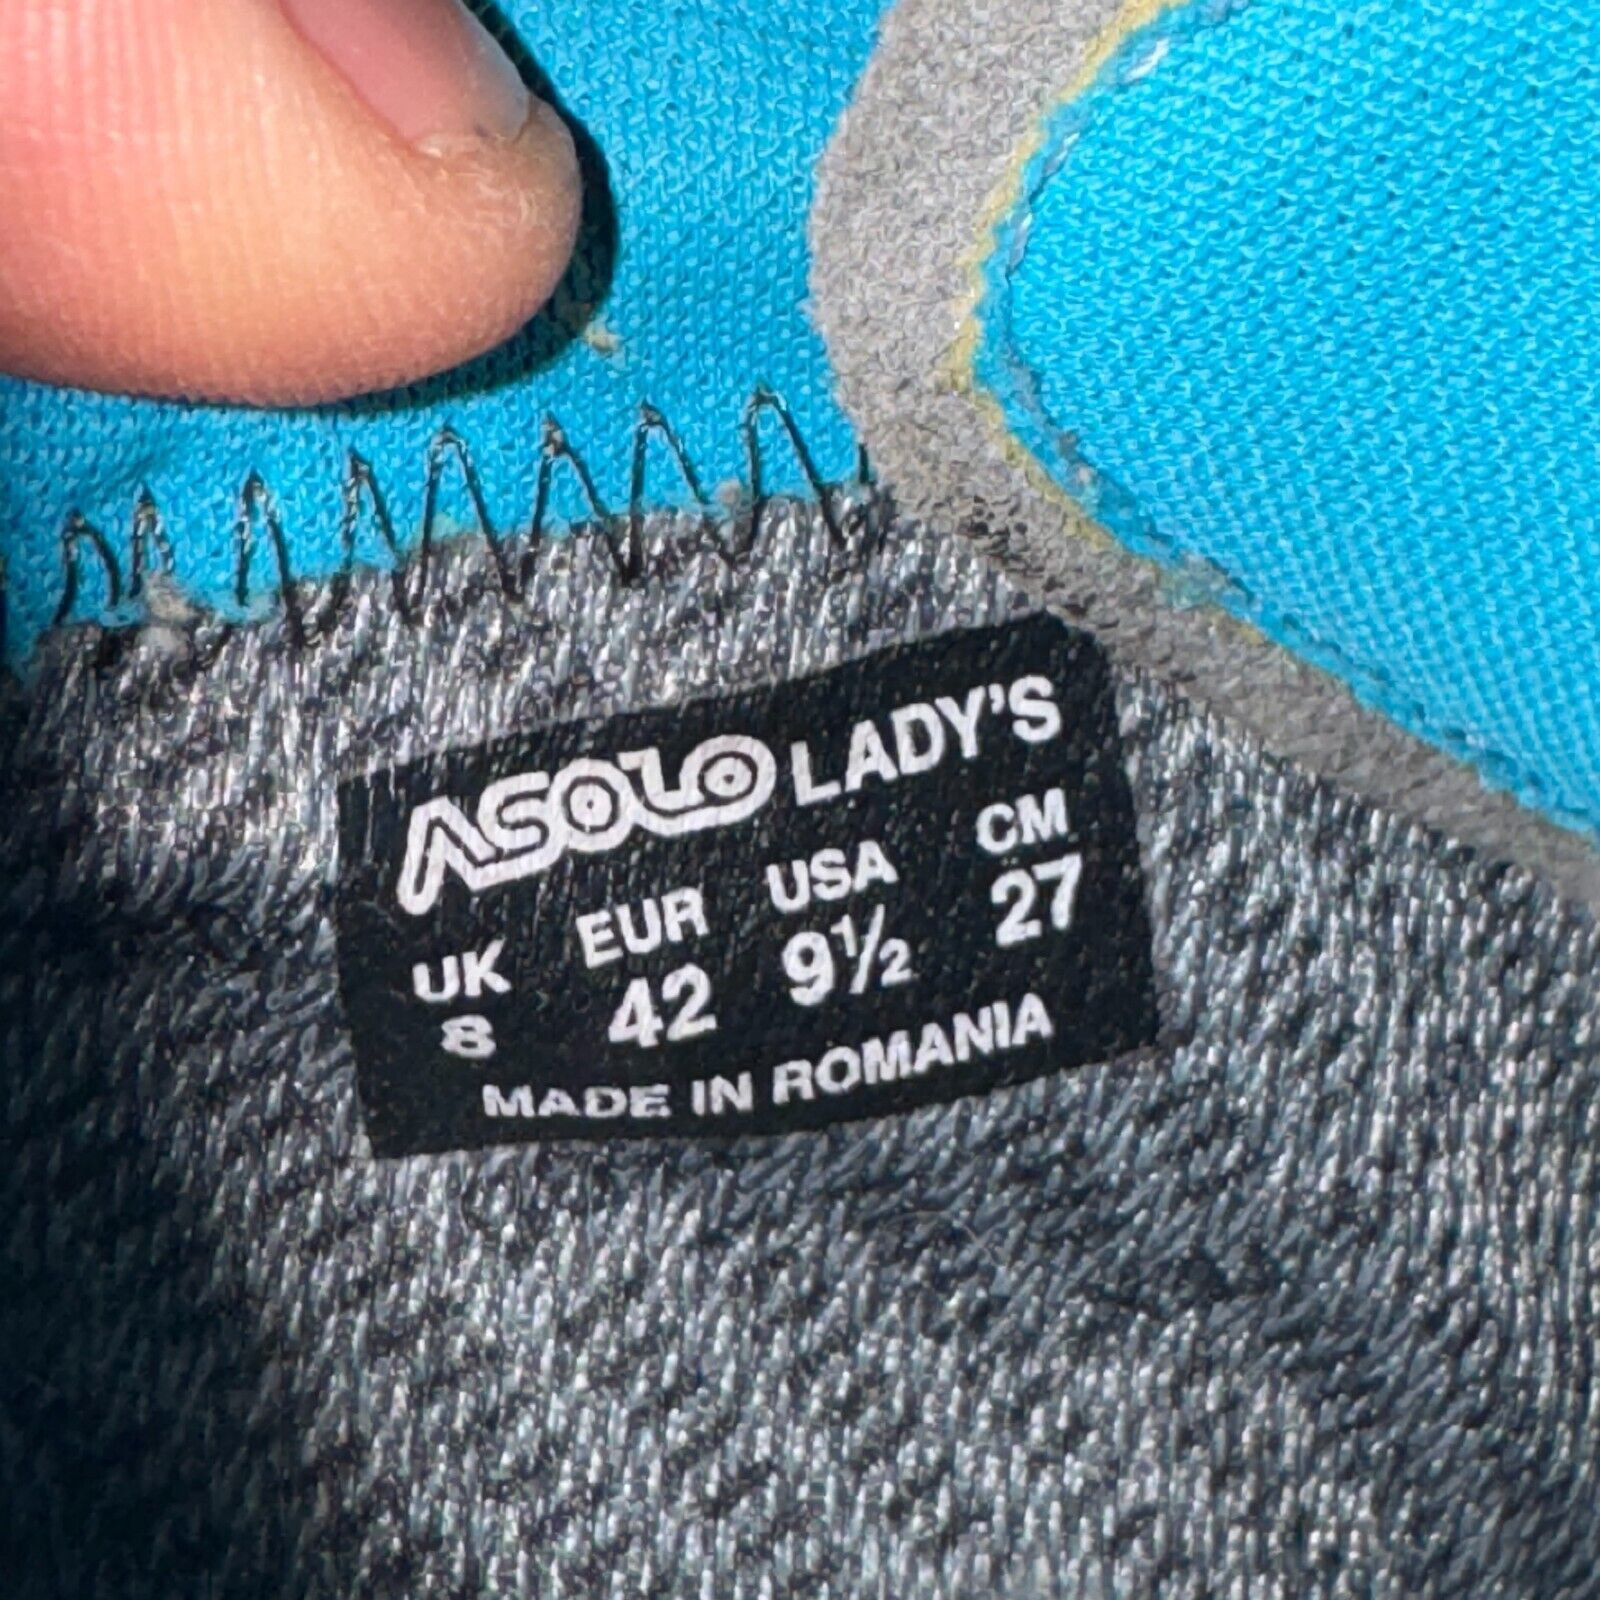 ASOLO LADY'S
UK EUR USA CM
8 42 9½ 27
MADE IN ROMANIA